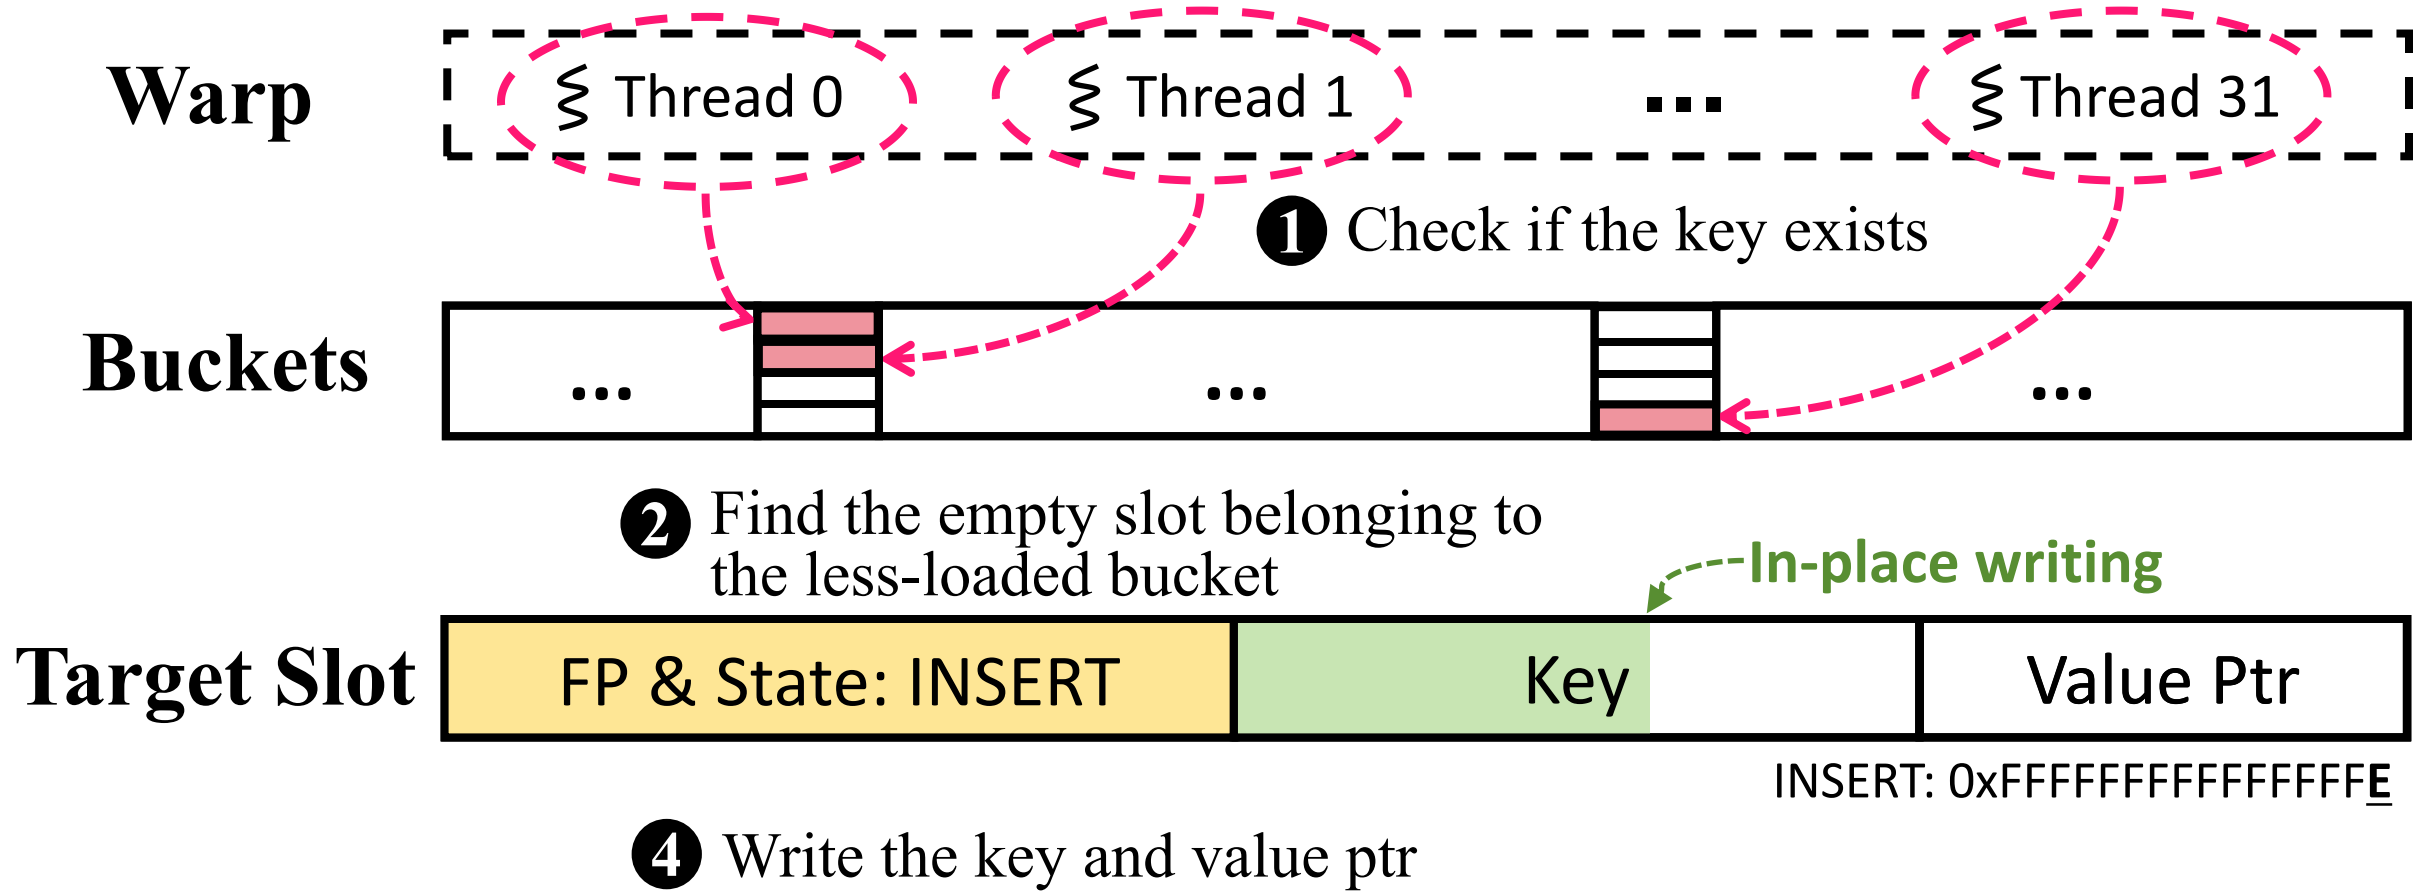 Warp
Thread 0
Thread 1
...
Thread 31
1 Check if the key exists
Buckets
...
...
...
2 Find the empty slot belonging to
the less-loaded bucket
In-place writing
Target Slot
FP & State: INSERT
Key
Value Ptr
INSERT: 0xFFFFFFFFFFFFFFFE
4 Write the key and value ptr